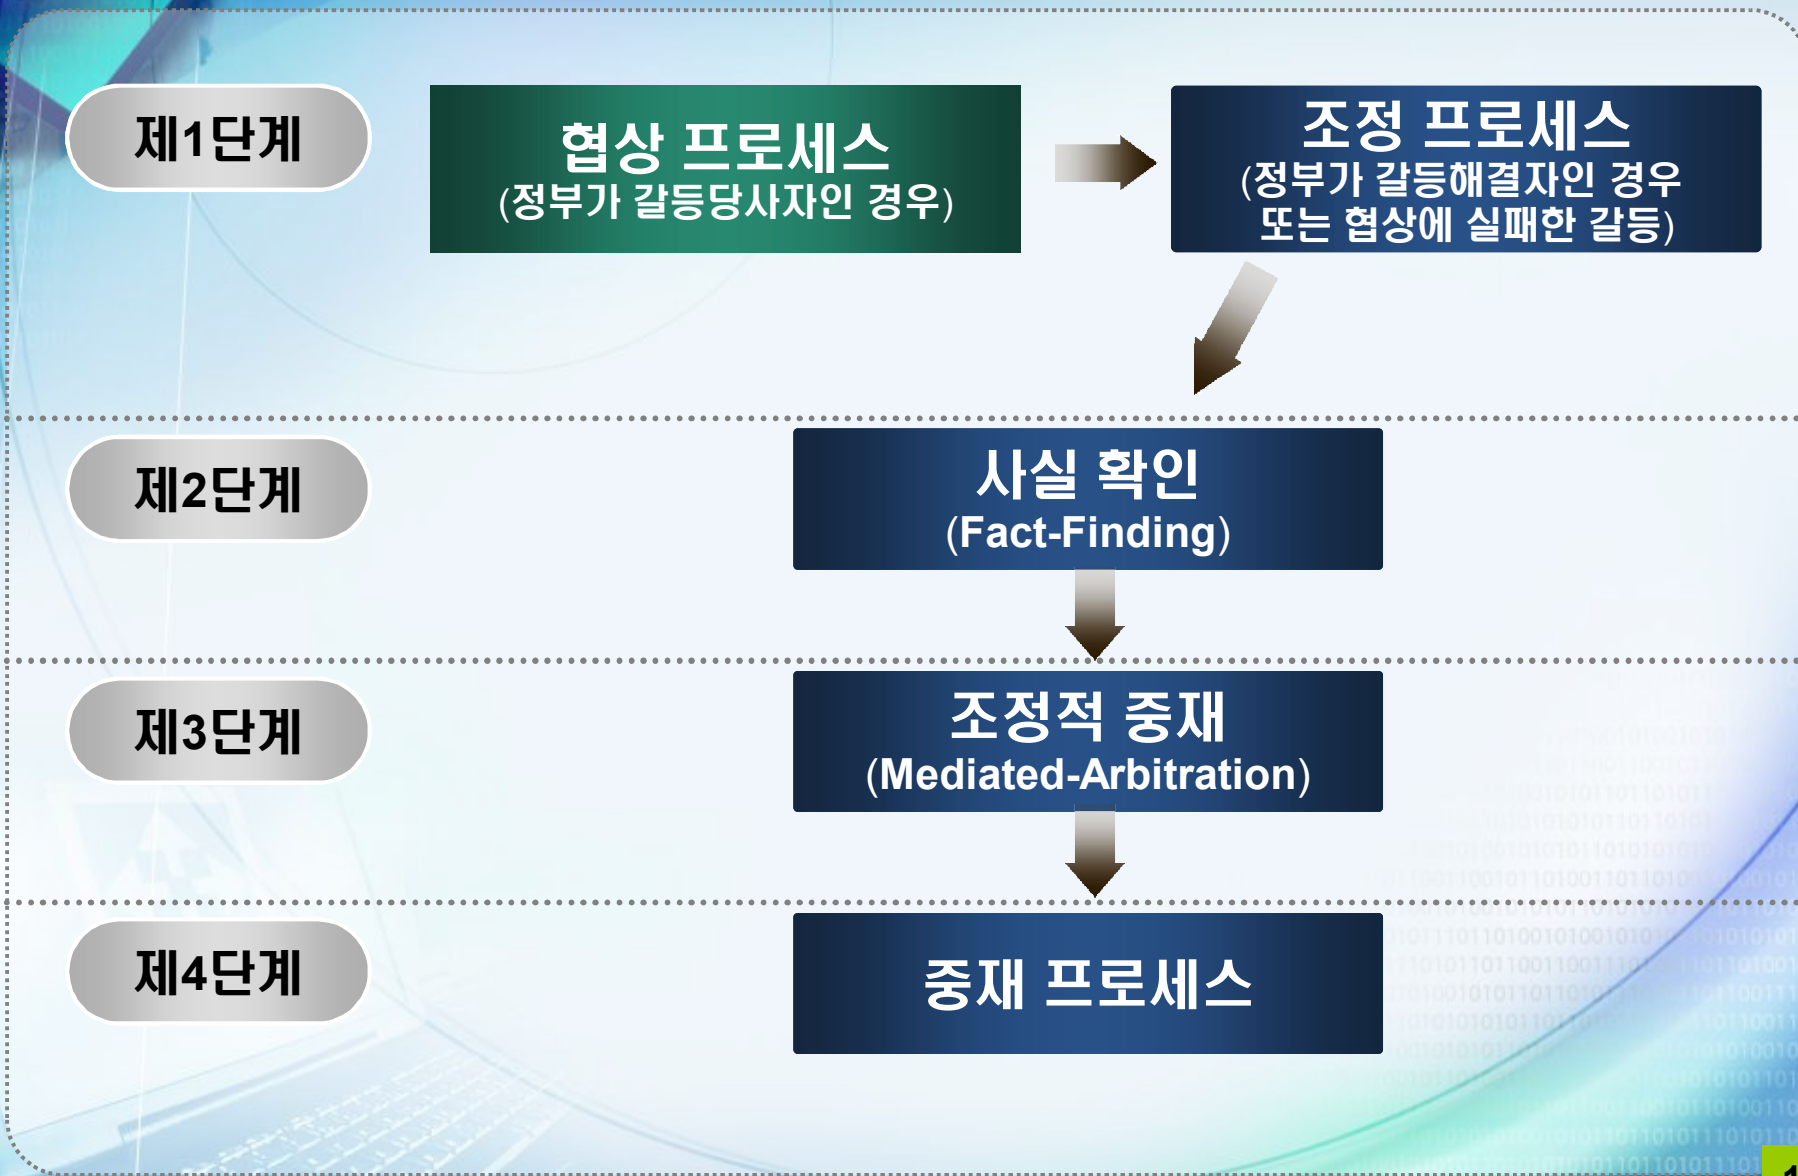 제1단계
협상 프로세스
(정부가 갈등당사자인 경우)
조정 프로세스
(정부가 갈등해결자인 경우
또는 협상에 실패한 갈등)
제2단계
사실 확인
(Fact-Finding)
제3단계
조정적 중재
(Mediated-Arbitration)
제4단계
중재 프로세스